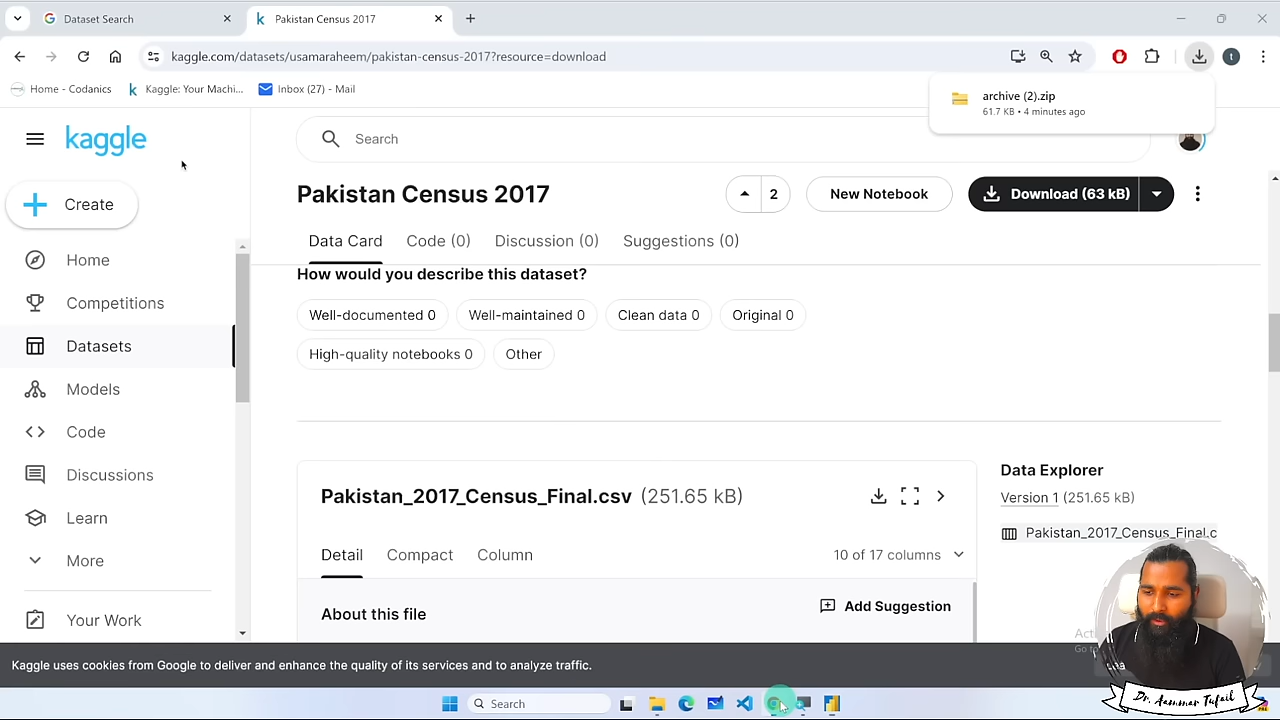 Dataset Search
Pakistan Census 2017
kaggle.com/datasets/usamaraheem/pakistan-census-2017?resource=download
t
Home - Codanics
Kaggle: Your Machi...
Inbox (27) - Mail
archive (2).zip
61.7 KB • 4 minutes ago
kaggle
Search
Create
Pakistan Census 2017
2
New Notebook
Download (63 kB)
Data Card
Code (0)
Discussion (0)
Suggestions (0)
Home
Competitions
Datasets
Models
Code
Discussions
Learn
More
Your Work
How would you describe this dataset?
Well-documented 0
Well-maintained 0
Clean data 0
Original 0
High-quality notebooks 0
Other
Pakistan_2017_Census_Final.csv (251.65 kB)
Detail
Compact
Column
10 of 17 columns
About this file
Add Suggestion
Data Explorer
Version 1 (251.65 kB)
Pakistan_2017_Census_Final.c
Kaggle uses cookies from Google to deliver and enhance the quality of its services and to analyze traffic.
Dr. Aammar Tufail
Search